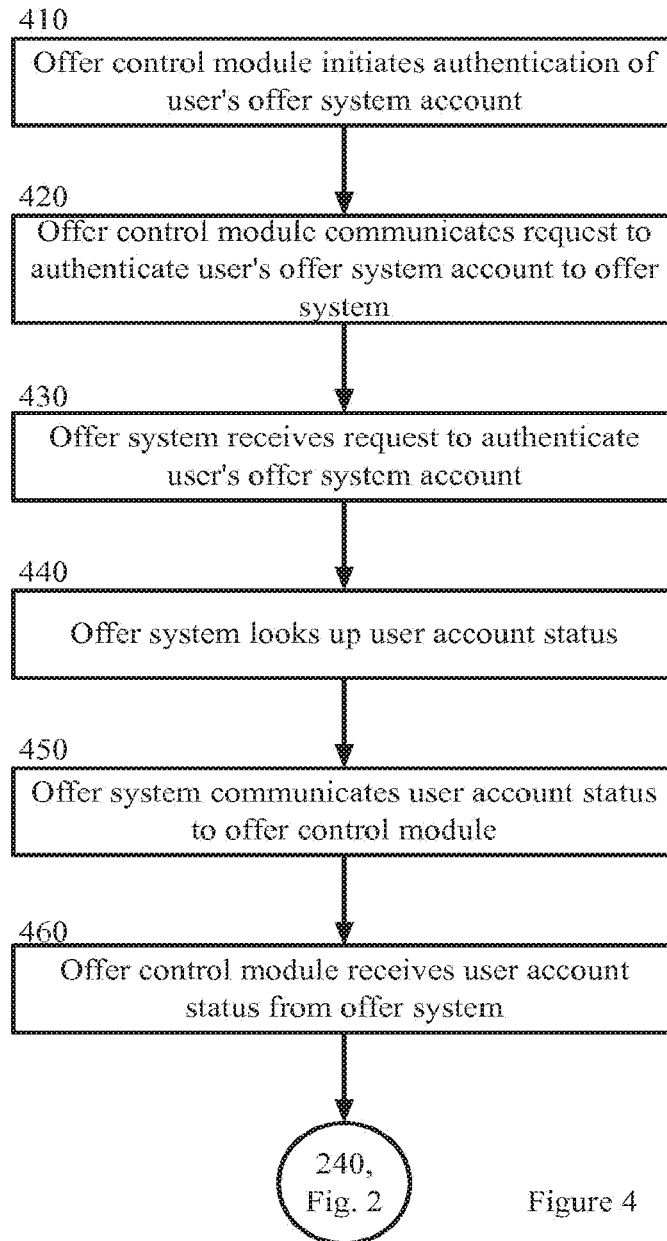 410
Offer control module initiates authentication of
user's offer system account
420
Offer control module communicates request to
authenticate user's offer system account to offer
system
430
Offer system receives request to authenticate
user's offer system account
440
Offer system looks up user account status
450
Offer system communicates user account status
to offer control module
460
Offer control module receives user account
status from offer system
240,
Fig. 2
Figure 4